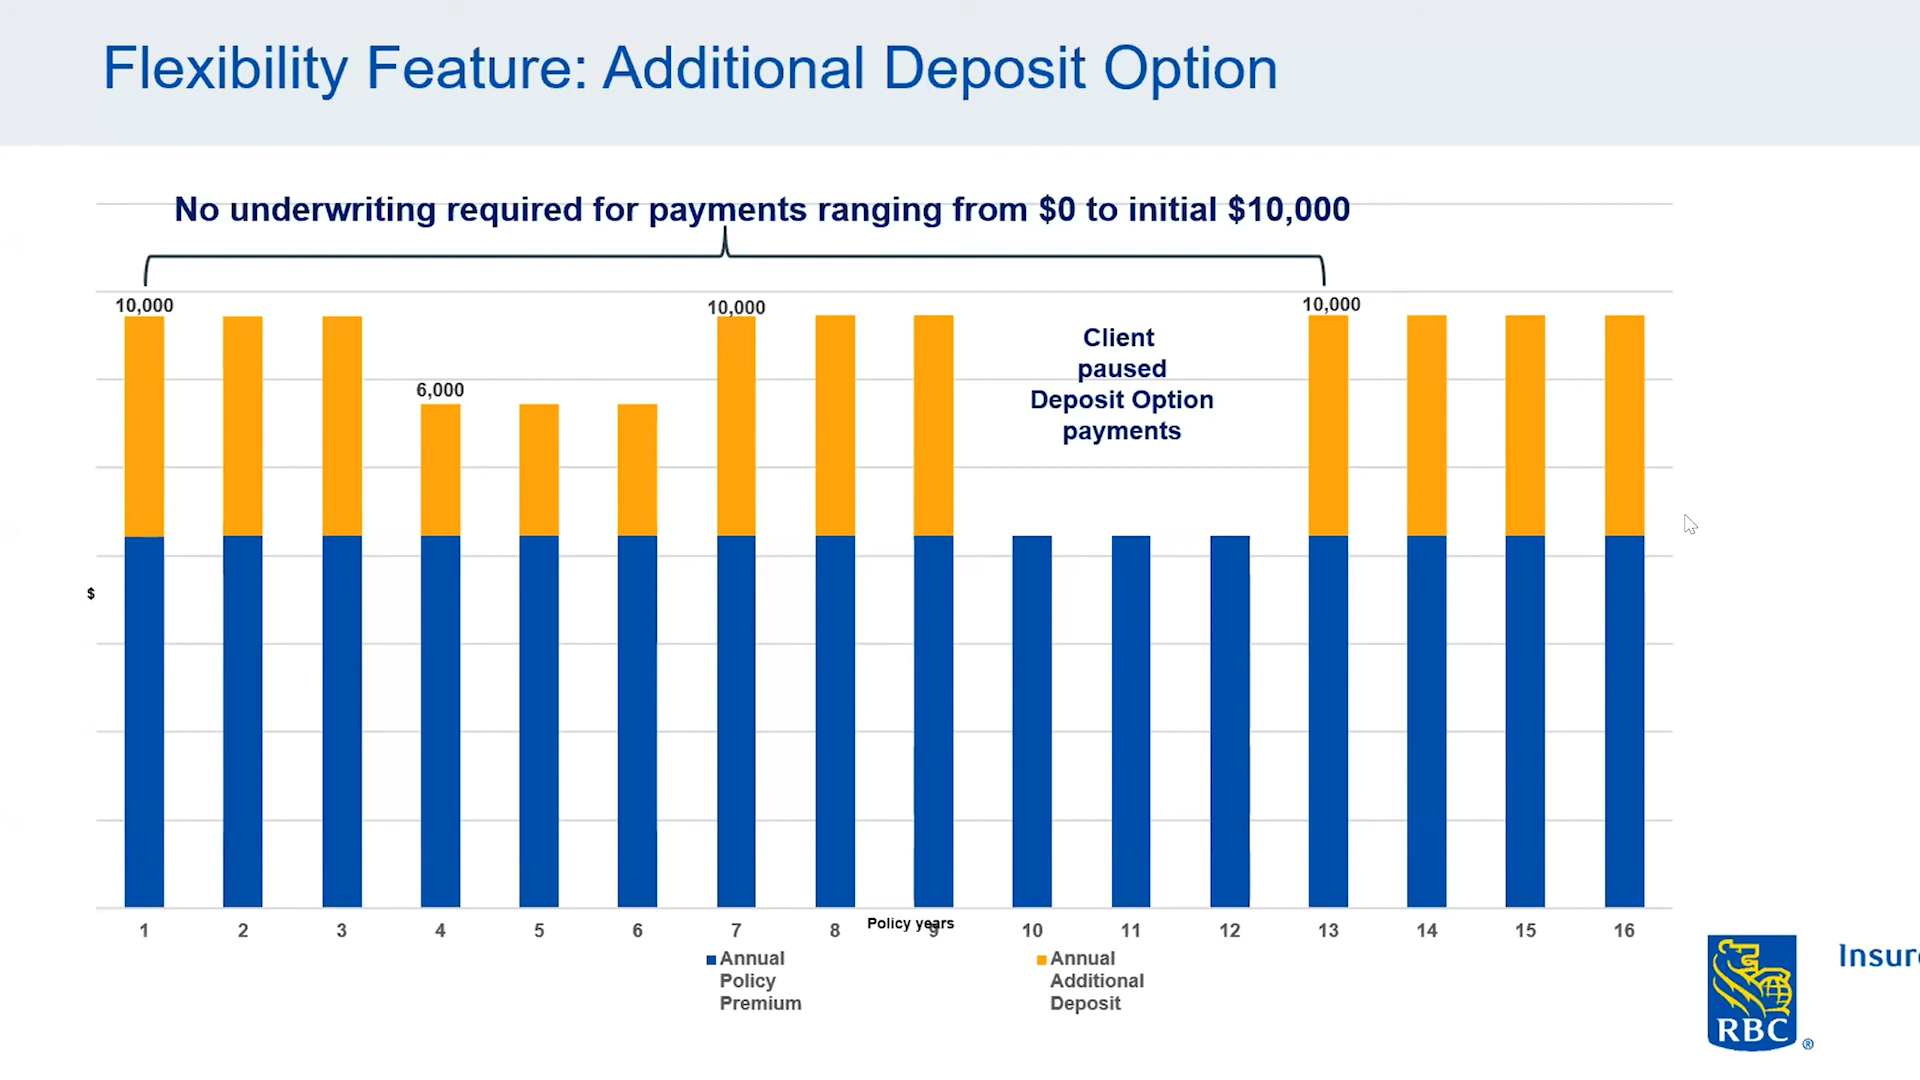 Flexibility Feature: Additional Deposit Option
No underwriting required for payments ranging from $0 to initial $10,000
10,000
10,000
10,000
6,000
Client
paused
Deposit Option
payments
$
1 2 3 4 5 6 7 8 9 10 11 12 13 14 15 16
Policy years
Annual
Policy
Premium
Annual
Additional
Deposit
RBC
®
Insur